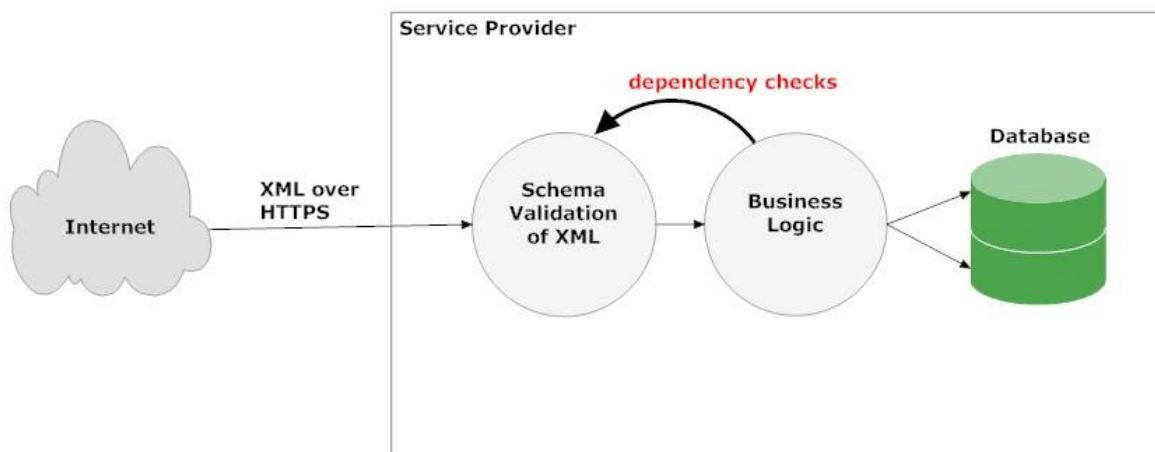 Service Provider
dependency checks
Database
XML over
HTTPS
Internet
Schema
Validation
of XML
Business
Logic